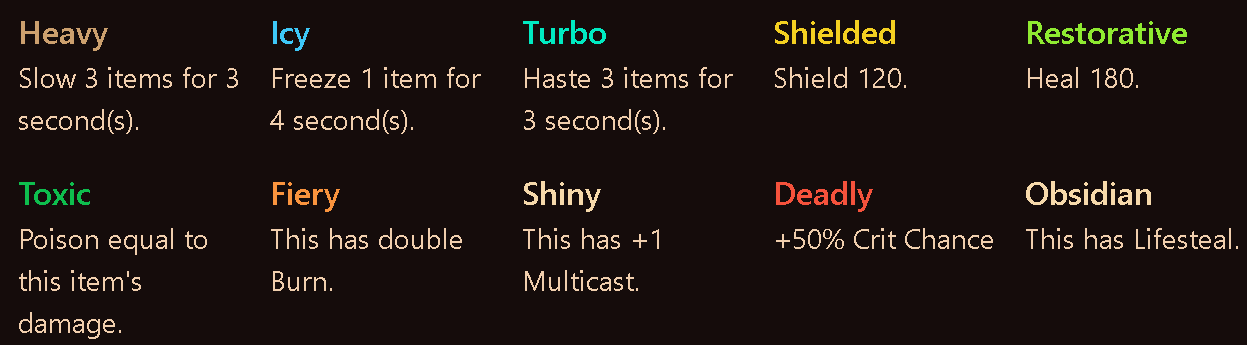 Heavy
Slow 3 items for 3
second(s).
Icy
Freeze 1 item for
4 second(s).
Turbo
Haste 3 items for
3 second(s).
Shielded
Shield 120.
Restorative
Heal 180.
Toxic
Poison equal to
this item's
damage.
Fiery
This has double
Burn.
Shiny
This has +1
Multicast.
Deadly
+50% Crit Chance
Obsidian
This has Lifesteal.